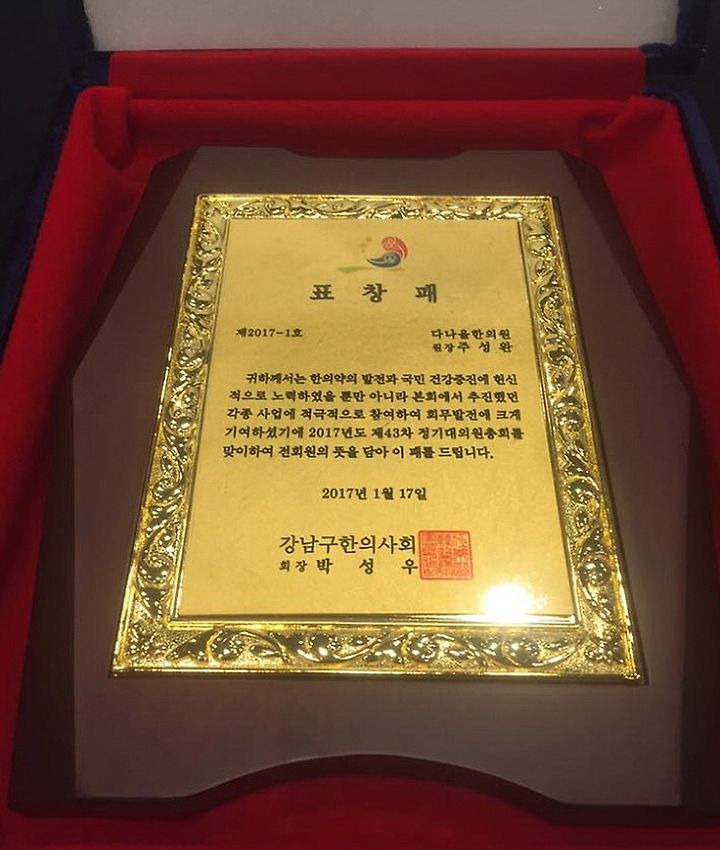 표창패
제2017-1호
다나을한의원
원장 주성완
귀하께서는 한의약의 발전과 국민 건강증진에 헌신
적으로 노력하였을 뿐만 아니라 본회에서 추진했던
각종 사업에 적극적으로 참여하여 회무발전에 크게
기여하셨기에 2017년도 제43차 정기대의원총회를
맞이하여 전회원의 뜻을 담아 이 패를 드립니다.
2017년 1월 17일
강남구한의사회
회장 박성우